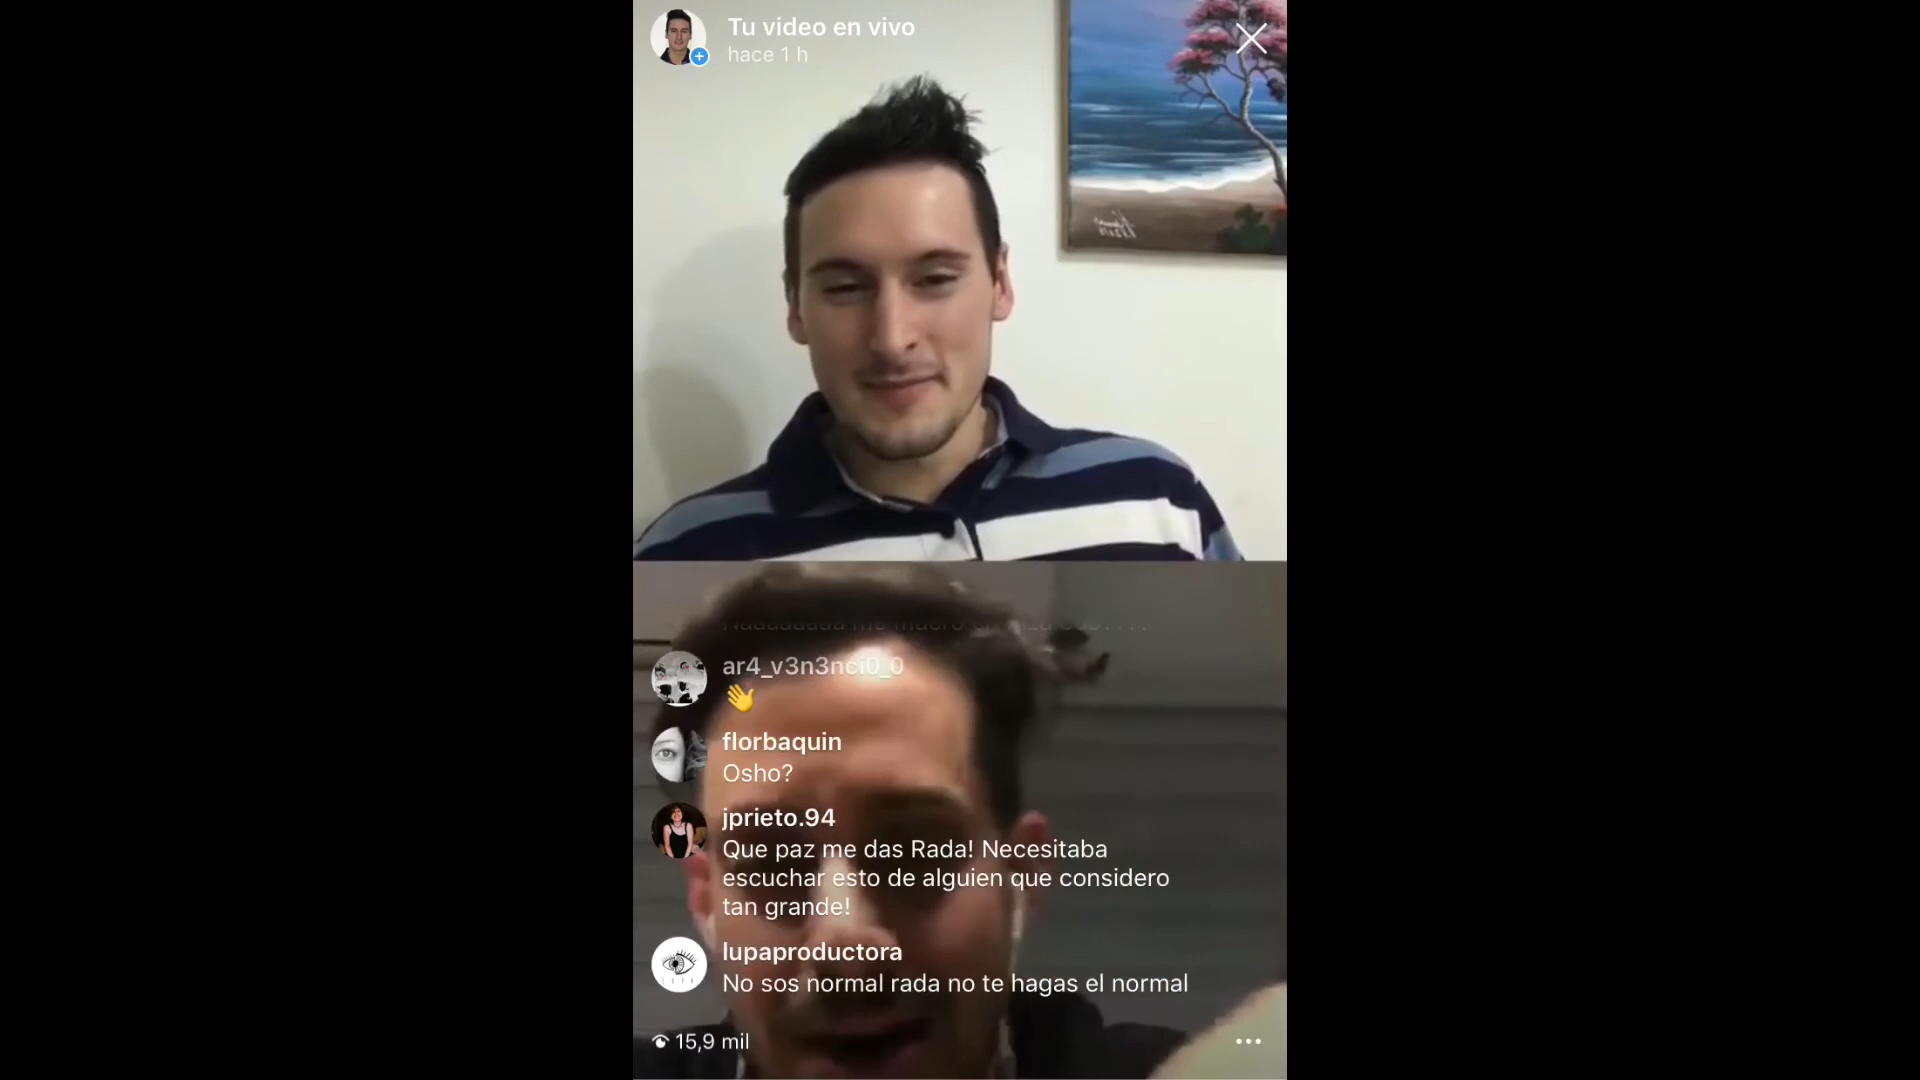 Tu video en vivo
hace 1 h
ar4_v3n3nci0_0
👋
florbaquin
Osho?
jprieto.94
Que paz me das Rada! Necesitaba
escuchar esto de alguien que considero
tan grande!
lupaproductora
No sos normal rada no te hagas el normal
15,9 mil